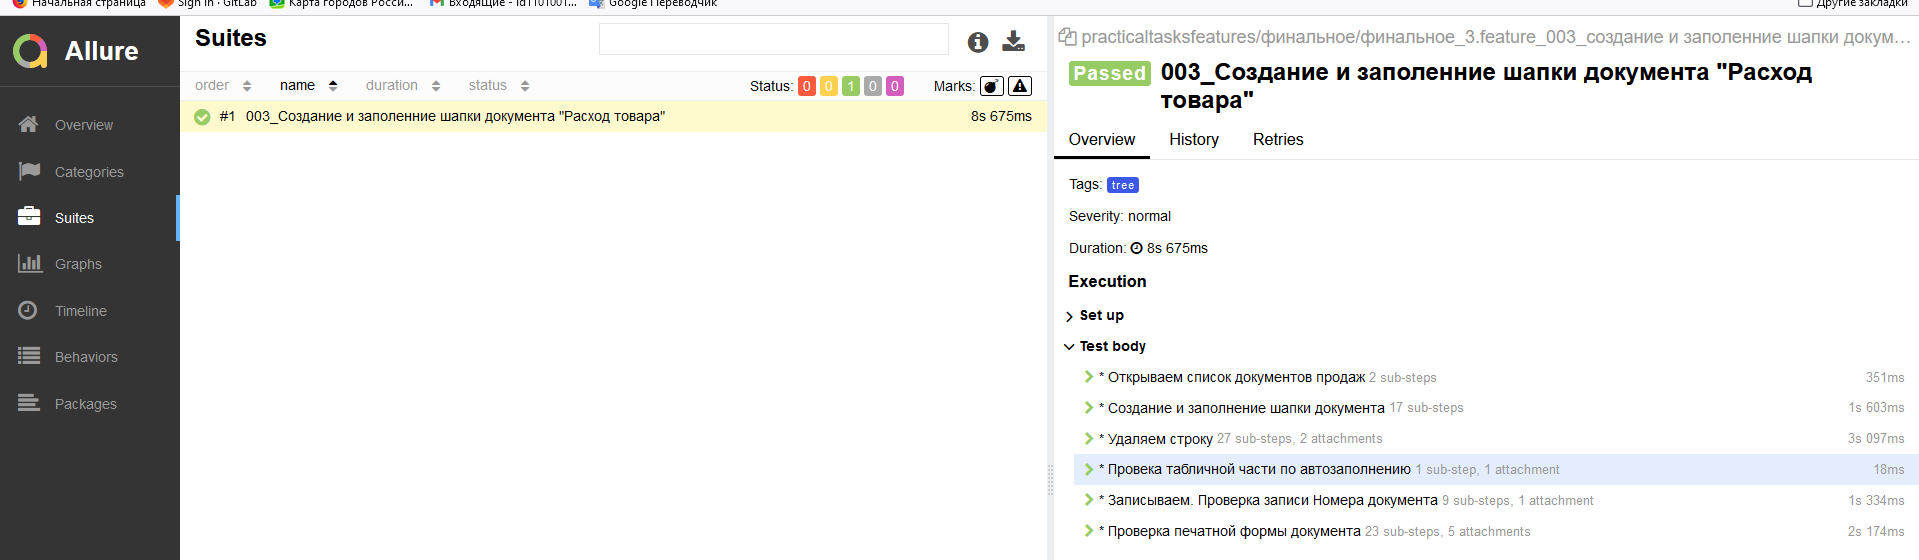 Начальная страница Sign in · GitLab Карта городов Росси... Входящие - id1101001... Google Переводчик Другие закладки
Allure
Overview
Categories
Suites
Graphs
Timeline
Behaviors
Packages
Suites
order name duration status Status: 0 0 1 0 0 Marks:
#1 003_Создание и заполенние шапки документа "Расход товара" 8s 675ms
practicaltasksfeatures/финальное/финальное_3.feature_003_создание и заполенние шапки докум...
Passed 003_Создание и заполенние шапки документа "Расход
товара"
Overview History Retries
Tags: tree
Severity: normal
Duration: 8s 675ms
Execution
Set up
Test body
* Открываем список документов продаж 2 sub-steps 351ms
* Создание и заполнение шапки документа 17 sub-steps 1s 603ms
* Удаляем строку 27 sub-steps, 2 attachments 3s 097ms
* Провека табличной части по автозаполнению 1 sub-step, 1 attachment 18ms
* Записываем. Проверка записи Номера документа 9 sub-steps, 1 attachment 1s 334ms
* Проверка печатной формы документа 23 sub-steps, 5 attachments 2s 174ms